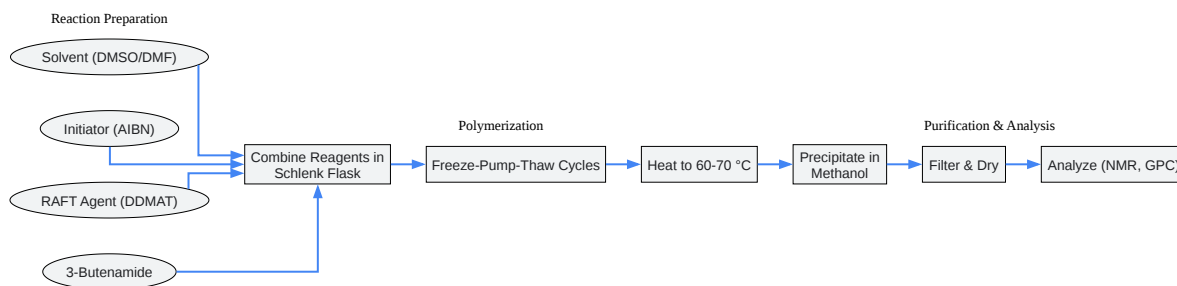 Reaction Preparation
Solvent (DMSO/DMF)
Initiator (AIBN)
RAFT Agent (DDMAT)
3-Butenamide
Combine Reagents in
Schlenk Flask
Polymerization
Freeze-Pump-Thaw Cycles
Heat to 60-70 °C
Precipitate in
Methanol
Purification & Analysis
Filter & Dry
Analyze (NMR, GPC)